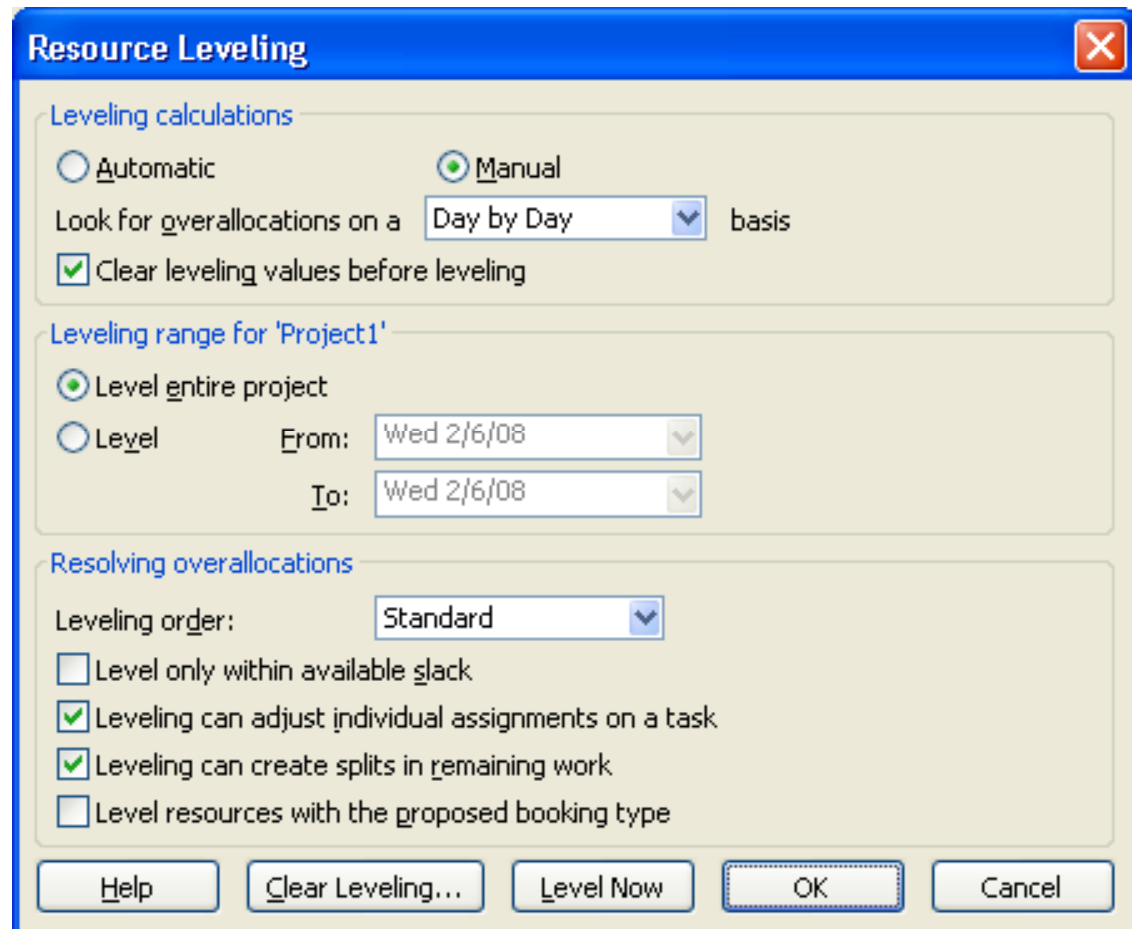 Resource Leveling
Leveling calculations
Automatic Manual
Look for overallocations on a Day by Day basis
Clear leveling values before leveling
Leveling range for 'Project1'
Level entire project
Level From: Wed 2/6/08
To: Wed 2/6/08
Resolving overallocations
Leveling order: Standard
Level only within available slack
Leveling can adjust individual assignments on a task
Leveling can create splits in remaining work
Level resources with the proposed booking type
Help Clear Leveling... Level Now OK Cancel